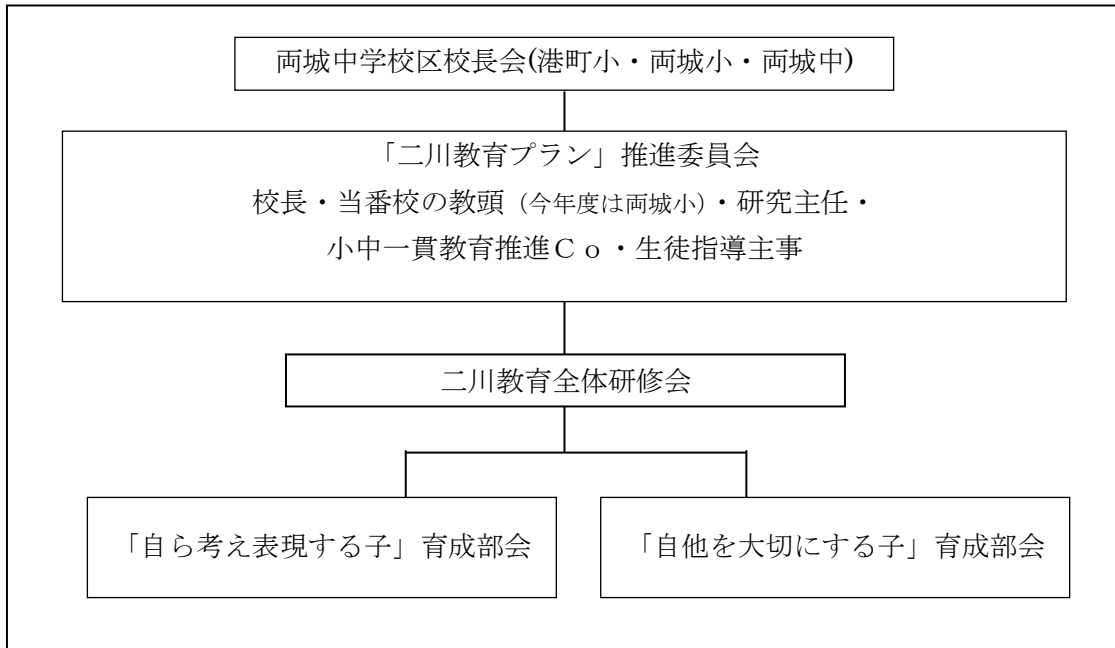 両城中学校区校長会(港町小・両城小・両城中)
「二川教育プラン」推進委員会
校長・当番校の教頭（今年度は両城小）・研究主任・
小中一貫教育推進Ｃｏ・生徒指導主事
二川教育全体研修会
「自ら考え表現する子」育成部会
「自他を大切にする子」育成部会